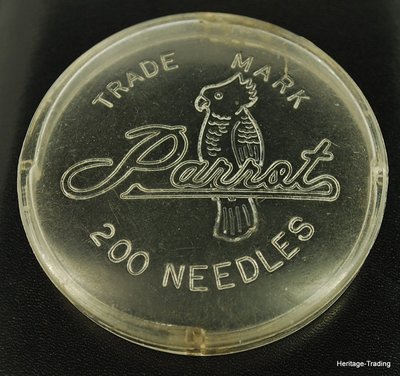 TRADE MARK
Parrot
200 NEEDLES
Heritage-Trading